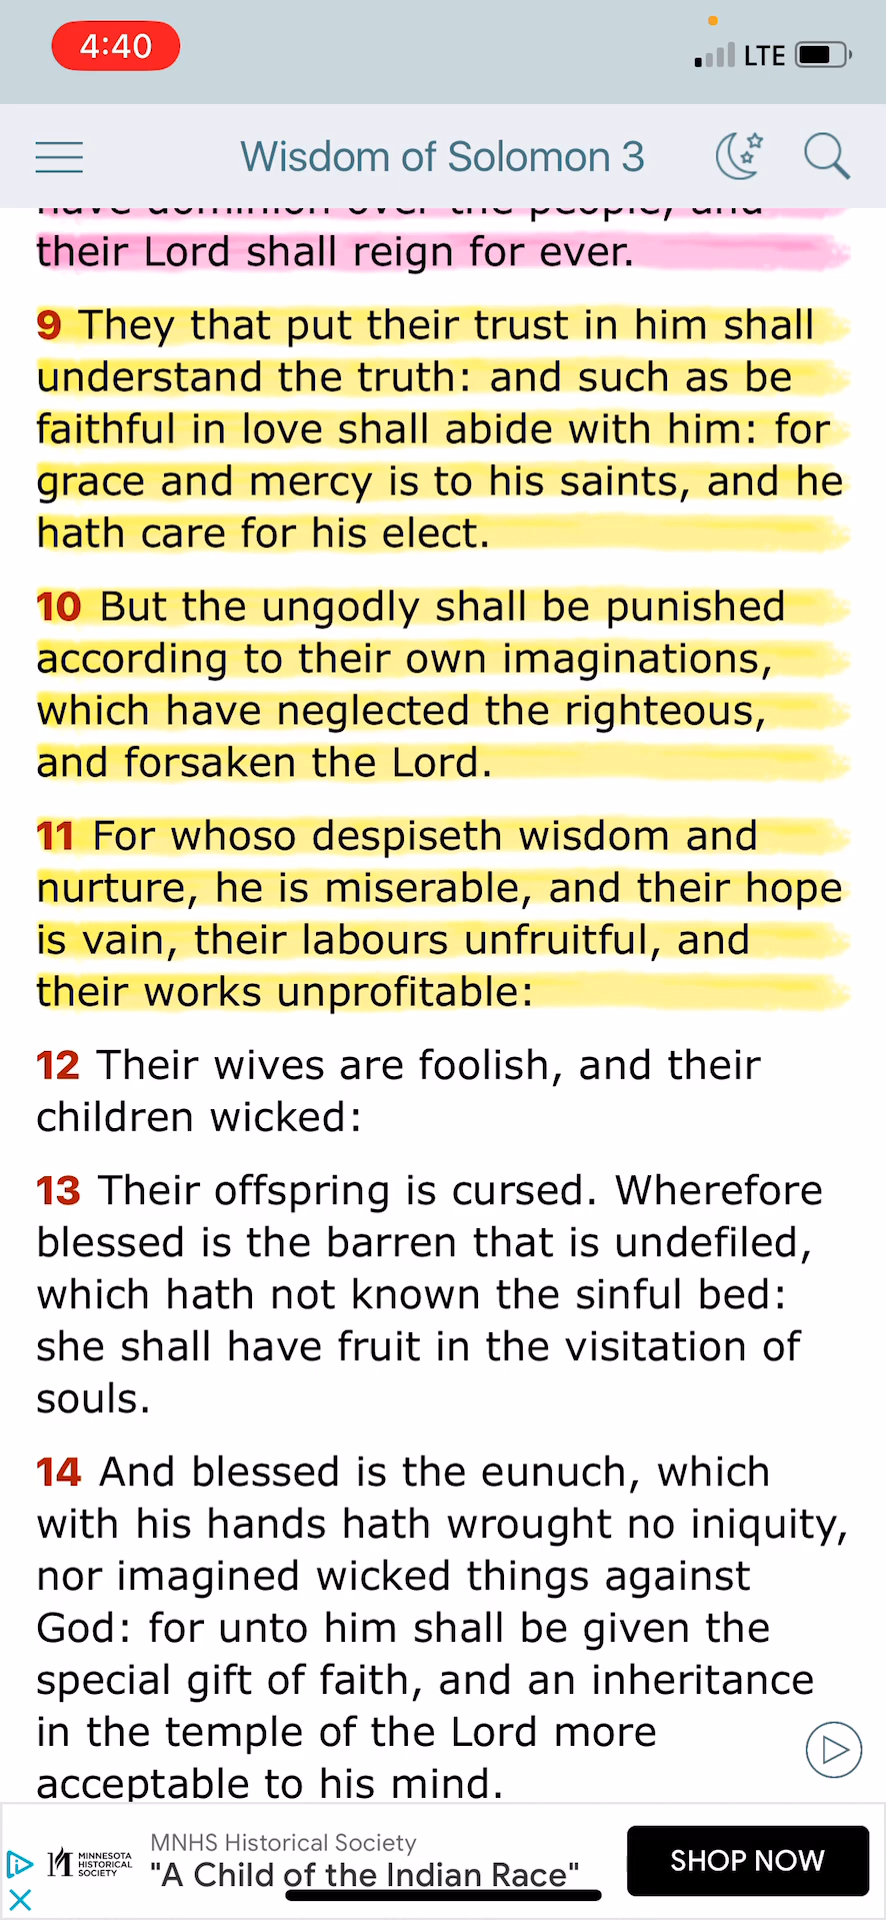 4:40
LTE
Wisdom of Solomon 3
have dominion over the people, and
their Lord shall reign for ever.
9 They that put their trust in him shall
understand the truth: and such as be
faithful in love shall abide with him: for
grace and mercy is to his saints, and he
hath care for his elect.
10 But the ungodly shall be punished
according to their own imaginations,
which have neglected the righteous,
and forsaken the Lord.
11 For whoso despiseth wisdom and
nurture, he is miserable, and their hope
is vain, their labours unfruitful, and
their works unprofitable:
12 Their wives are foolish, and their
children wicked:
13 Their offspring is cursed. Wherefore
blessed is the barren that is undefiled,
which hath not known the sinful bed:
she shall have fruit in the visitation of
souls.
14 And blessed is the eunuch, which
with his hands hath wrought no iniquity,
nor imagined wicked things against
God: for unto him shall be given the
special gift of faith, and an inheritance
in the temple of the Lord more
acceptable to his mind.
MINNESOTA
HISTORICAL
SOCIETY
MNHS Historical Society
"A Child of the Indian Race"
SHOP NOW